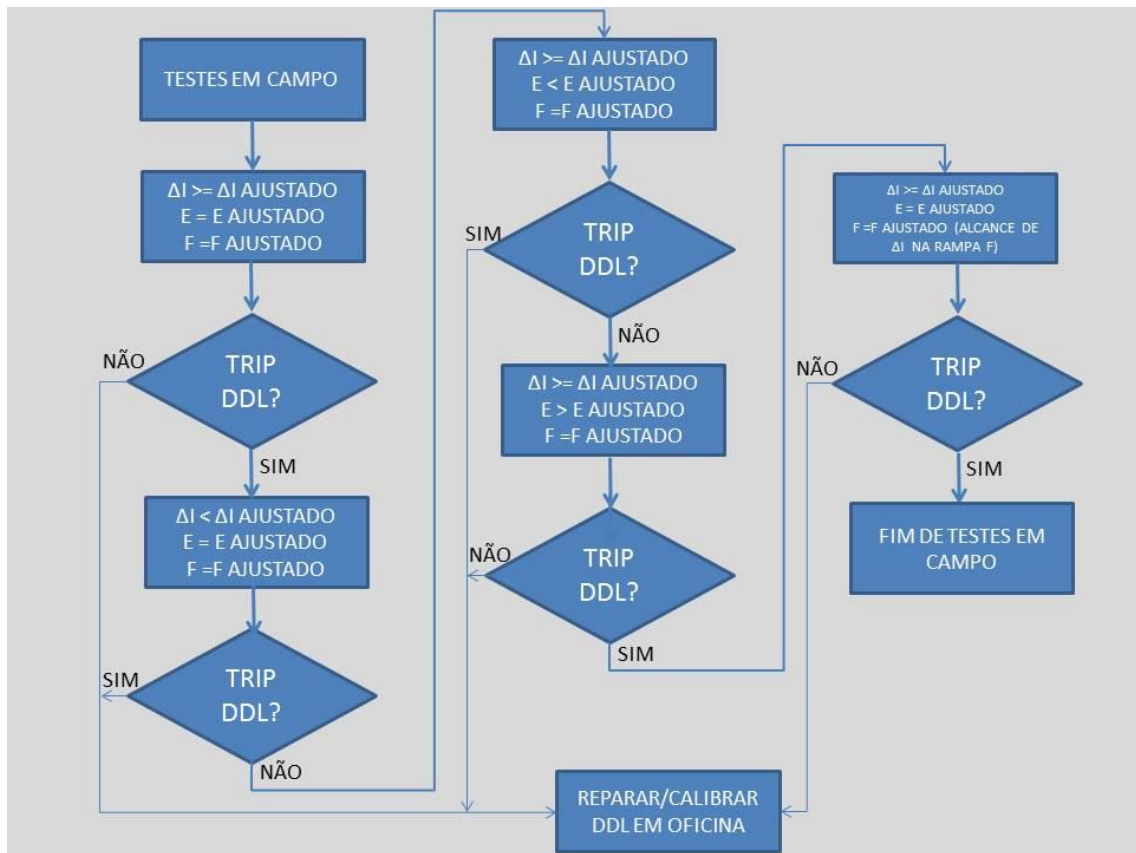 TESTES EM CAMPO
ΔI >= ΔI AJUSTADO
E = E AJUSTADO
F =F AJUSTADO
TRIP
DDL?
NÃO
SIM
ΔI < ΔI AJUSTADO
E = E AJUSTADO
F =F AJUSTADO
TRIP
DDL?
SIM
NÃO
ΔI >= ΔI AJUSTADO
E < E AJUSTADO
F =F AJUSTADO
TRIP
DDL?
SIM
NÃO
ΔI >= ΔI AJUSTADO
E > E AJUSTADO
F =F AJUSTADO
TRIP
DDL?
NÃO
SIM
ΔI >= ΔI AJUSTADO
E = E AJUSTADO
F =F AJUSTADO (ALCANCE DE
ΔI NA RAMPA F)
TRIP
DDL?
NÃO
SIM
FIM DE TESTES EM
CAMPO
REPARAR/CALIBRAR
DDL EM OFICINA